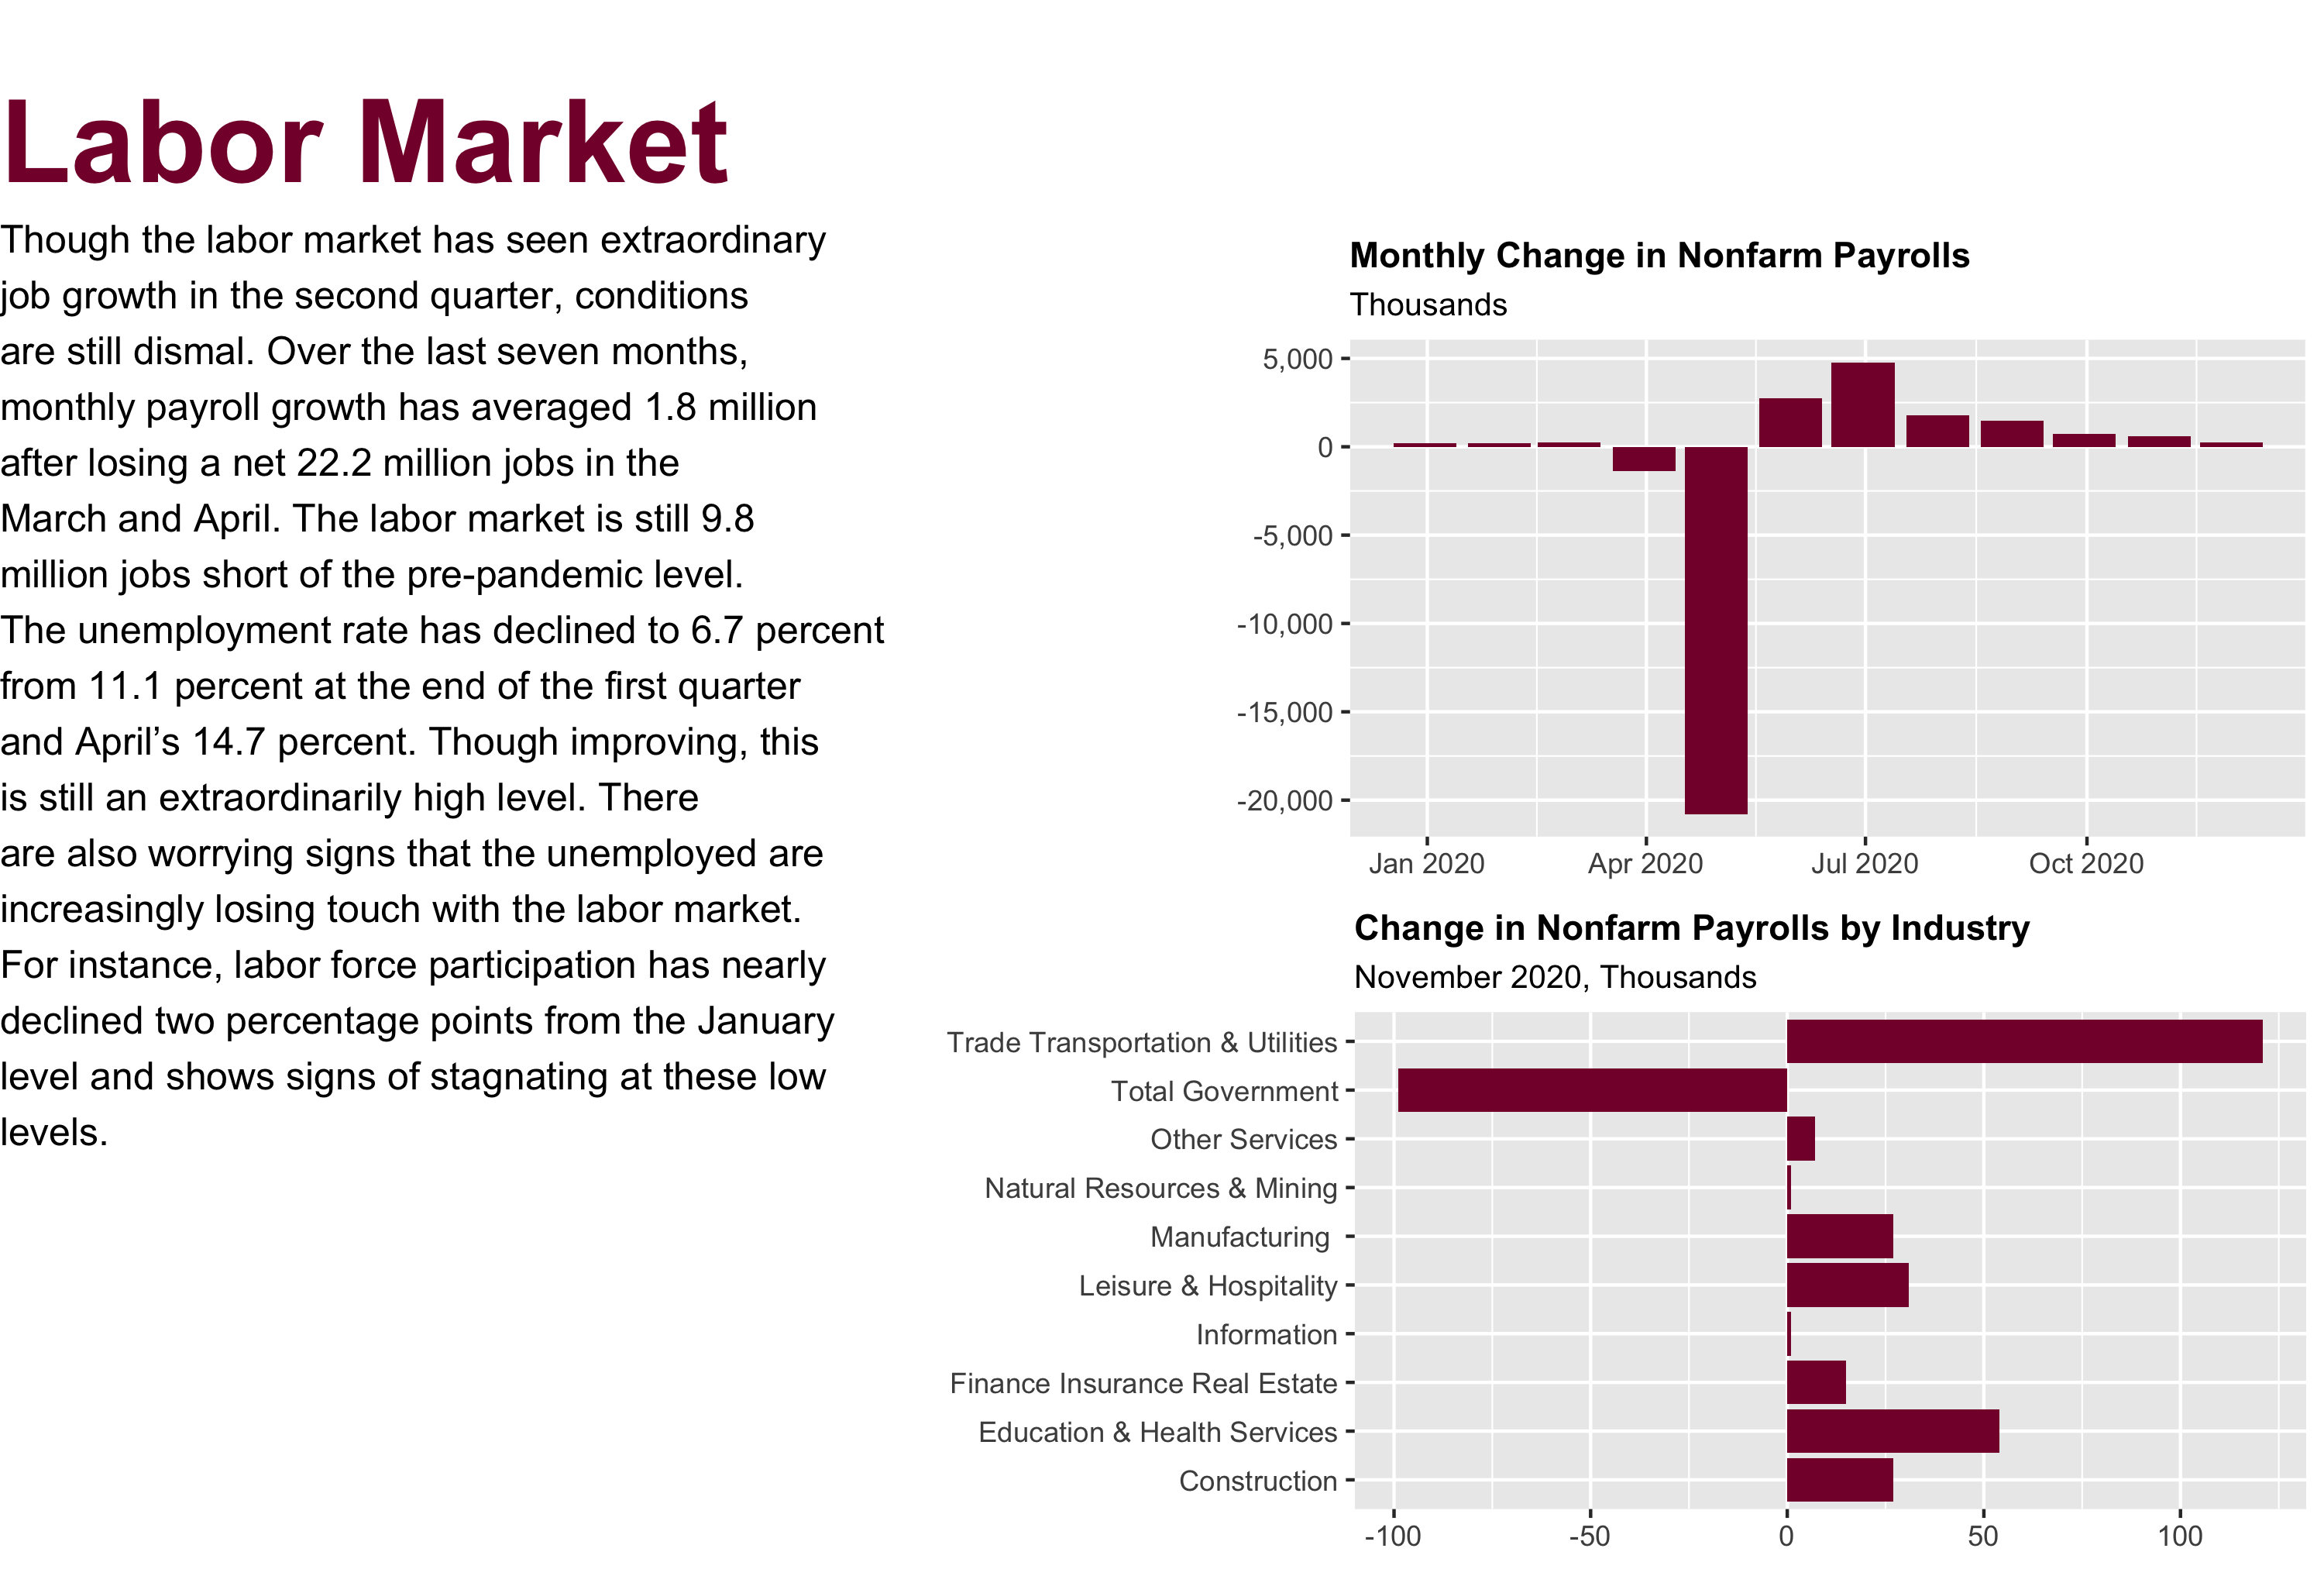 Labor Market
Though the labor market has seen extraordinary
job growth in the second quarter, conditions
are still dismal. Over the last seven months,
monthly payroll growth has averaged 1.8 million
after losing a net 22.2 million jobs in the
March and April. The labor market is still 9.8
million jobs short of the pre-pandemic level.
The unemployment rate has declined to 6.7 percent
from 11.1 percent at the end of the first quarter
and April’s 14.7 percent. Though improving, this
is still an extraordinarily high level. There
are also worrying signs that the unemployed are
increasingly losing touch with the labor market.
For instance, labor force participation has nearly
declined two percentage points from the January
level and shows signs of stagnating at these low
levels.
Monthly Change in Nonfarm Payrolls
Thousands
5,000
0
-5,000
-10,000
-15,000
-20,000
Jan 2020 Apr 2020 Jul 2020 Oct 2020
Change in Nonfarm Payrolls by Industry
November 2020, Thousands
Trade Transportation & Utilities
Total Government
Other Services
Natural Resources & Mining
Manufacturing
Leisure & Hospitality
Information
Finance Insurance Real Estate
Education & Health Services
Construction
-100 -50 0 50 100